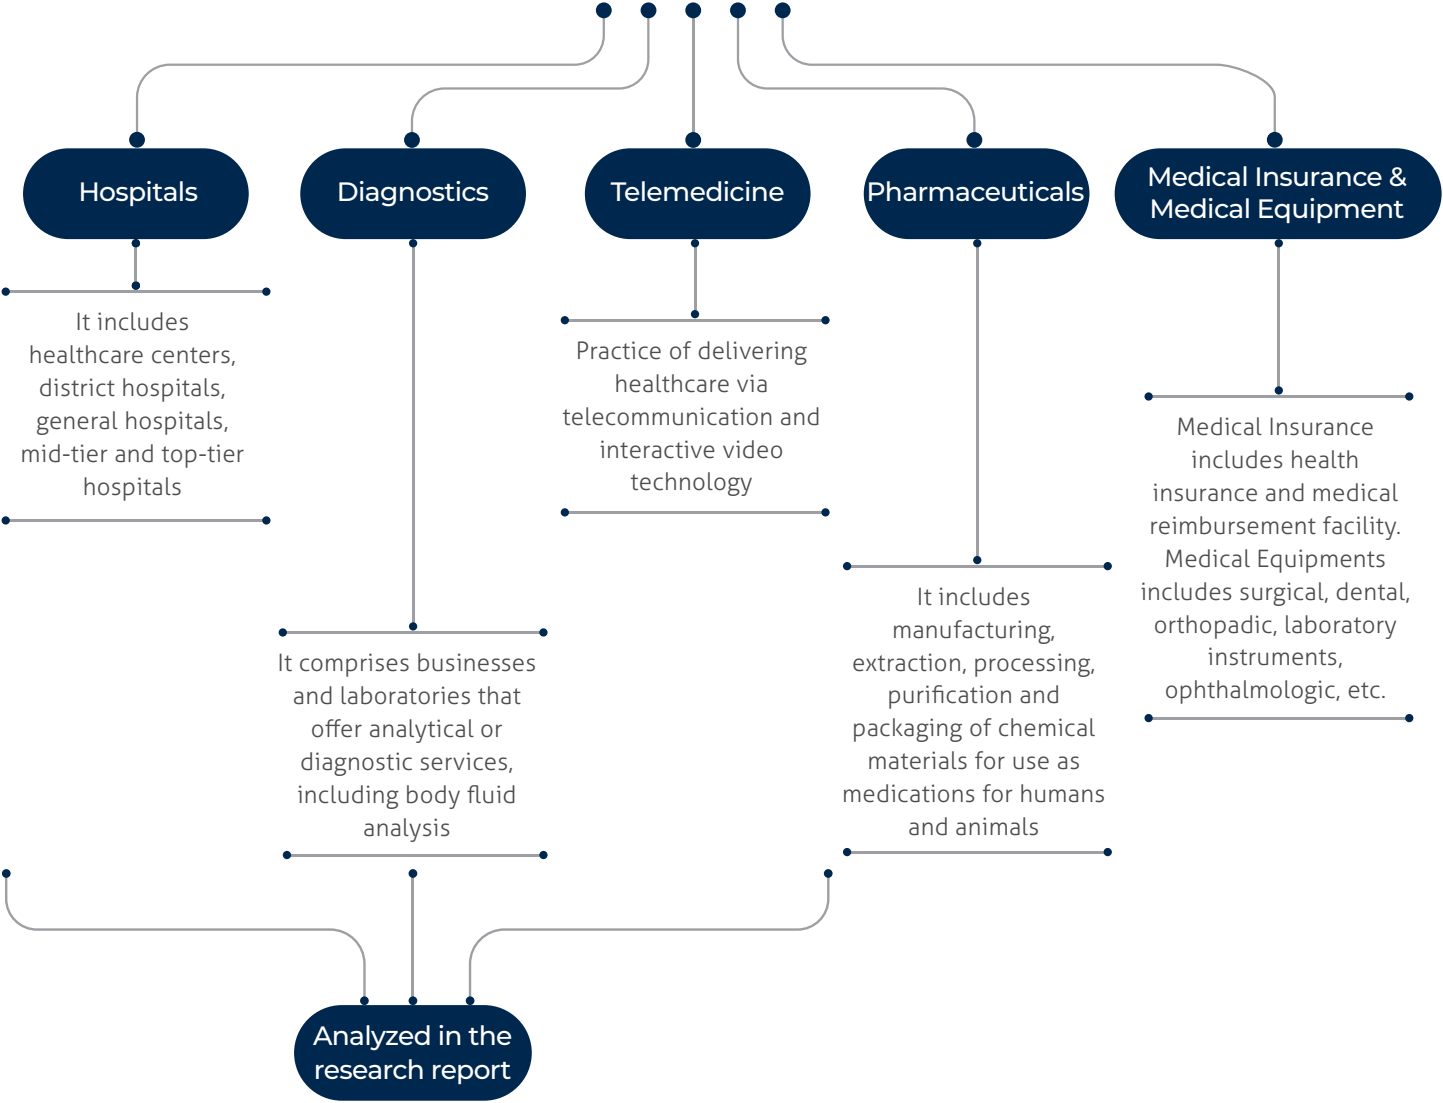 Hospitals
Diagnostics
Telemedicine
Pharmaceuticals
Medical Insurance &
Medical Equipment
It includes
healthcare centers,
district hospitals,
general hospitals,
mid-tier and top-tier
hospitals
It comprises businesses
and laboratories that
offer analytical or
diagnostic services,
including body fluid
analysis
Practice of delivering
healthcare via
telecommunication and
interactive video
technology
It includes
manufacturing,
extraction, processing,
purification and
packaging of chemical
materials for use as
medications for humans
and animals
Medical Insurance
includes health
insurance and medical
reimbursement facility.
Medical Equipments
includes surgical, dental,
orthopadic, laboratory
instruments,
ophthalmologic, etc.
Analyzed in the
research report